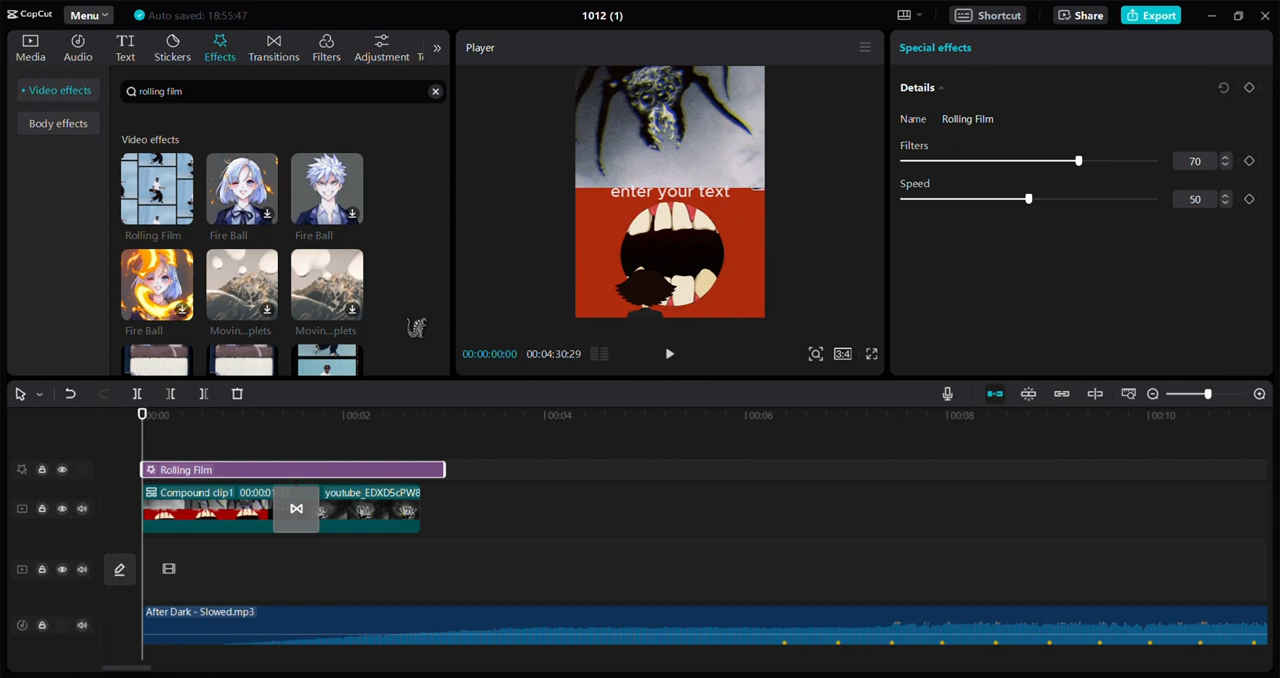 CapCut
Menu
Auto saved: 18:55:47
1012 (1)
Shortcut
Share
Export
Media
Audio
Text
Stickers
Effects
Transitions
Filters
Adjustment
Video effects
Body effects
rolling film
Video effects
Rolling Film
Fire Ball
Fire Ball
Fire Ball
Movin...plets
Movin...plets
Player
enter your text
00:00:00:00
00:04:30:29
3:4
Special effects
Details
Name Rolling Film
Filters
70
Speed
50
00:00
00:02
00:04
00:06
00:08
00:10
Rolling Film
Compound clip1
youtube_EDXD5cPW8
After Dark - Slowed.mp3